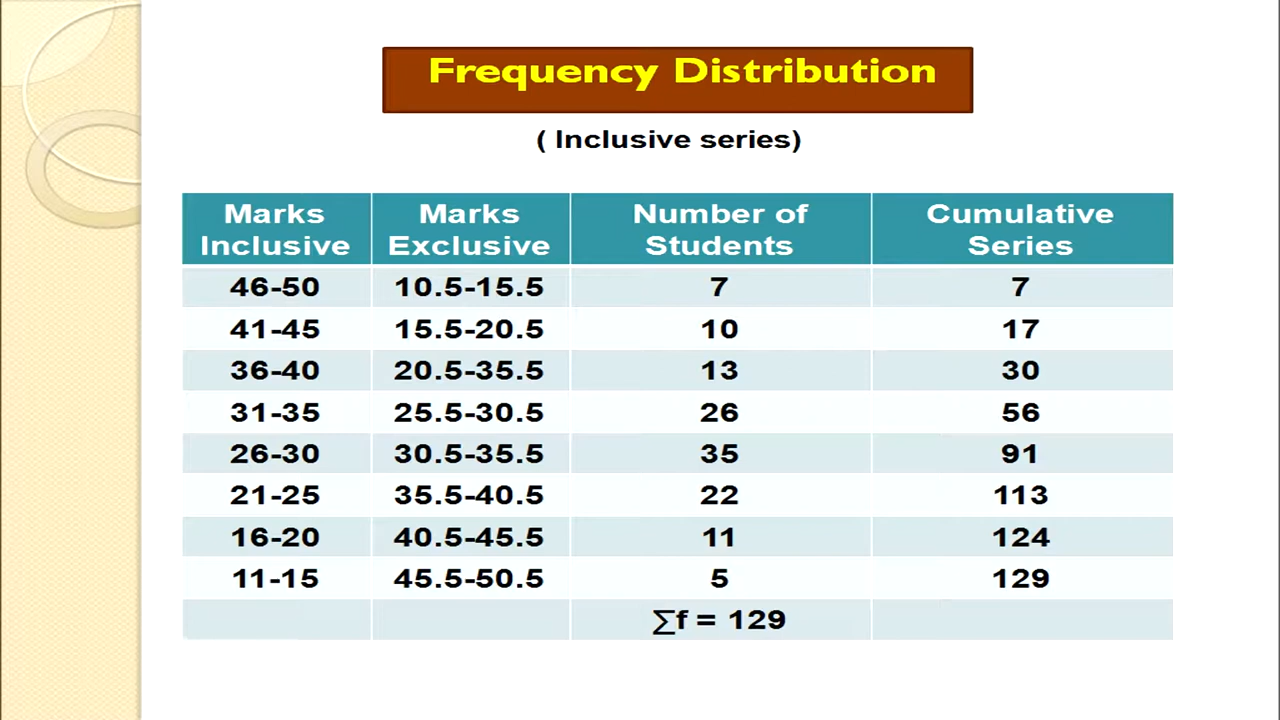 Frequency Distribution
( Inclusive series)
Marks Inclusive | Marks Exclusive | Number of Students | Cumulative Series
46-50 | 10.5-15.5 | 7 | 7
41-45 | 15.5-20.5 | 10 | 17
36-40 | 20.5-35.5 | 13 | 30
31-35 | 25.5-30.5 | 26 | 56
26-30 | 30.5-35.5 | 35 | 91
21-25 | 35.5-40.5 | 22 | 113
16-20 | 40.5-45.5 | 11 | 124
11-15 | 45.5-50.5 | 5 | 129
∑f = 129